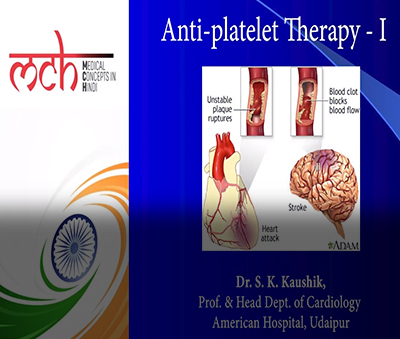 mch
MEDICAL
CONCEPTS IN
HINDI
Anti-platelet Therapy - I
Unstable
plaque
ruptures
Blood clot
blocks
blood flow
Heart
attack
Stroke
✱ADAM.
Dr. S. K. Kaushik,
Prof. & Head Dept. of Cardiology
American Hospital, Udaipur